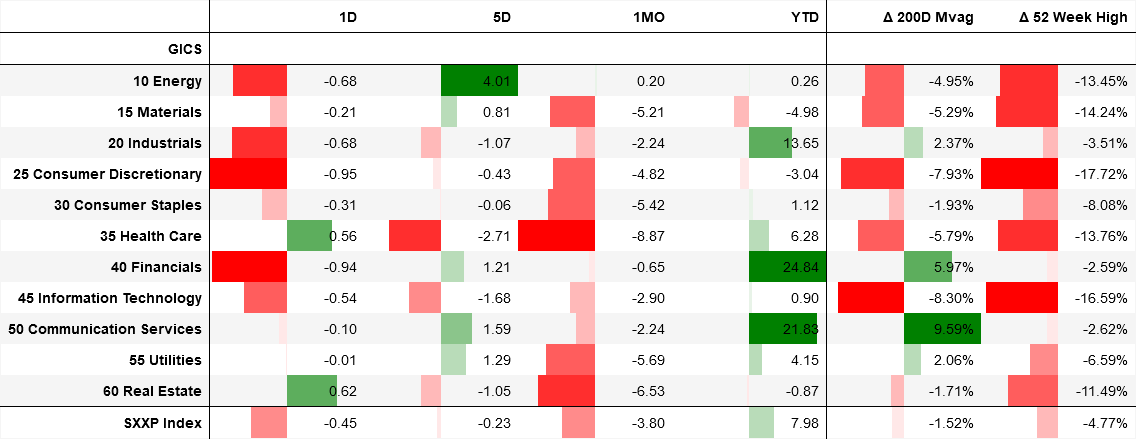 1D 5D 1MO YTD Δ 200D Mvag Δ 52 Week High
GICS
10 Energy -0.68 4.01 0.20 0.26 -4.95% -13.45%
15 Materials -0.21 0.81 -5.21 -4.98 -5.29% -14.24%
20 Industrials -0.68 -1.07 -2.24 13.65 2.37% -3.51%
25 Consumer Discretionary -0.95 -0.43 -4.82 -3.04 -7.93% -17.72%
30 Consumer Staples -0.31 -0.06 -5.42 1.12 -1.93% -8.08%
35 Health Care 0.56 -2.71 -8.87 6.28 -5.79% -13.76%
40 Financials -0.94 1.21 -0.65 24.84 5.97% -2.59%
45 Information Technology -0.54 -1.68 -2.90 0.90 -8.30% -16.59%
50 Communication Services -0.10 1.59 -2.24 21.83 9.59% -2.62%
55 Utilities -0.01 1.29 -5.69 4.15 2.06% -6.59%
60 Real Estate 0.62 -1.05 -6.53 -0.87 -1.71% -11.49%
SXXP Index -0.45 -0.23 -3.80 7.98 -1.52% -4.77%